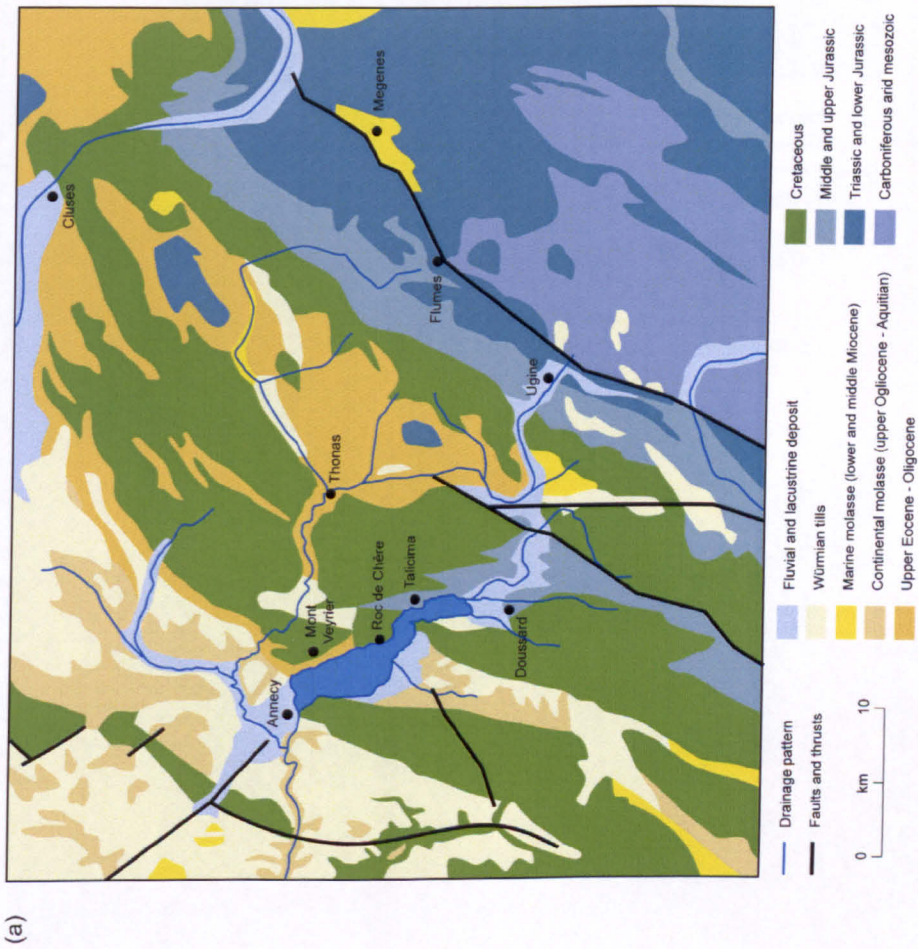 (a)
Cluses
Megenes
Flumes
Ugine
Thonas
Mont
Veyrier
Roc de Chère
Talicima
Annecy
Doussard
Drainage pattern
Faults and thrusts
0 km 10
Fluvial and lacustrine deposit
Würmian tills
Marine molasse (lower and middle Miocene)
Continental molasse (upper Ogliocene - Aquitian)
Upper Eocene - Oligocene
Cretaceous
Middle and upper Jurassic
Triassic and lower Jurassic
Carboniferous arid mesozoic